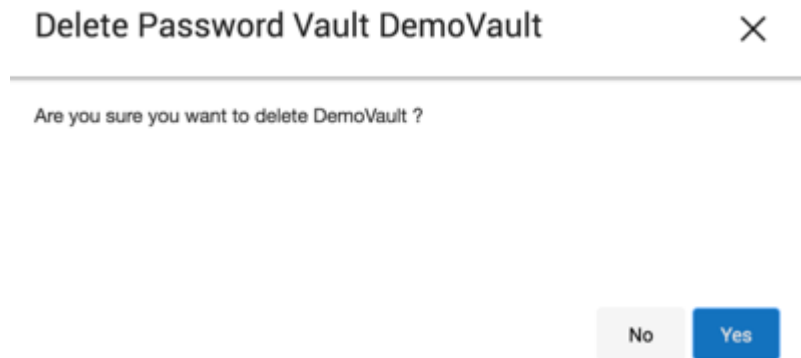 Delete Password Vault DemoVault
Are you sure you want to delete DemoVault ?
No
Yes